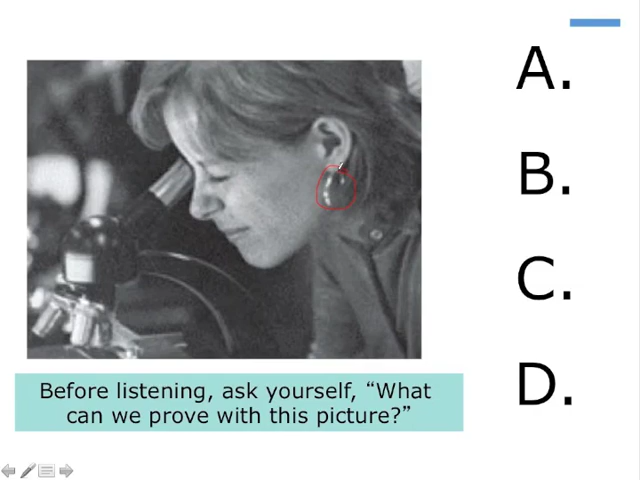 A.
B.
C.
D.
Before listening, ask yourself, “What
can we prove with this picture?”